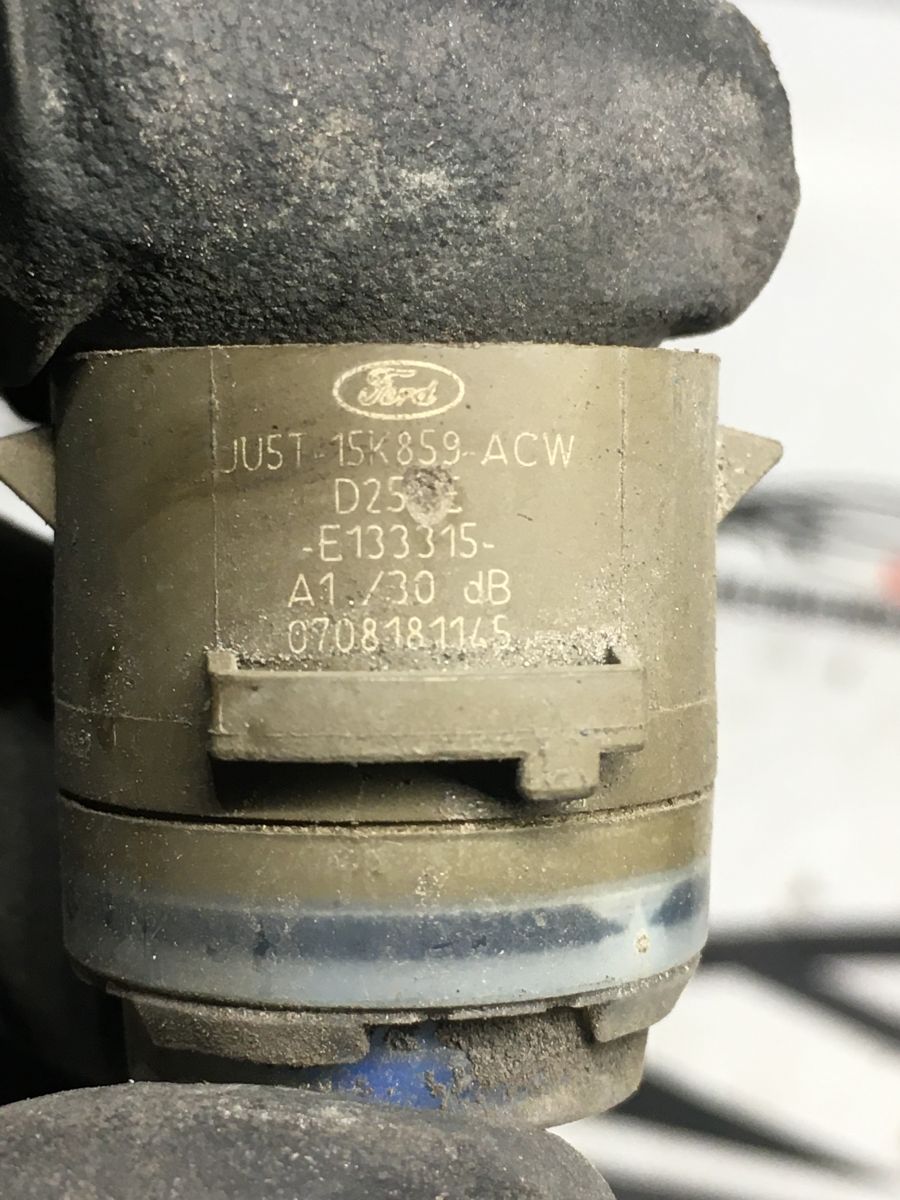 Ford
JU5T-15K859-ACW
-E133315-
A1./30 dB
0708181145